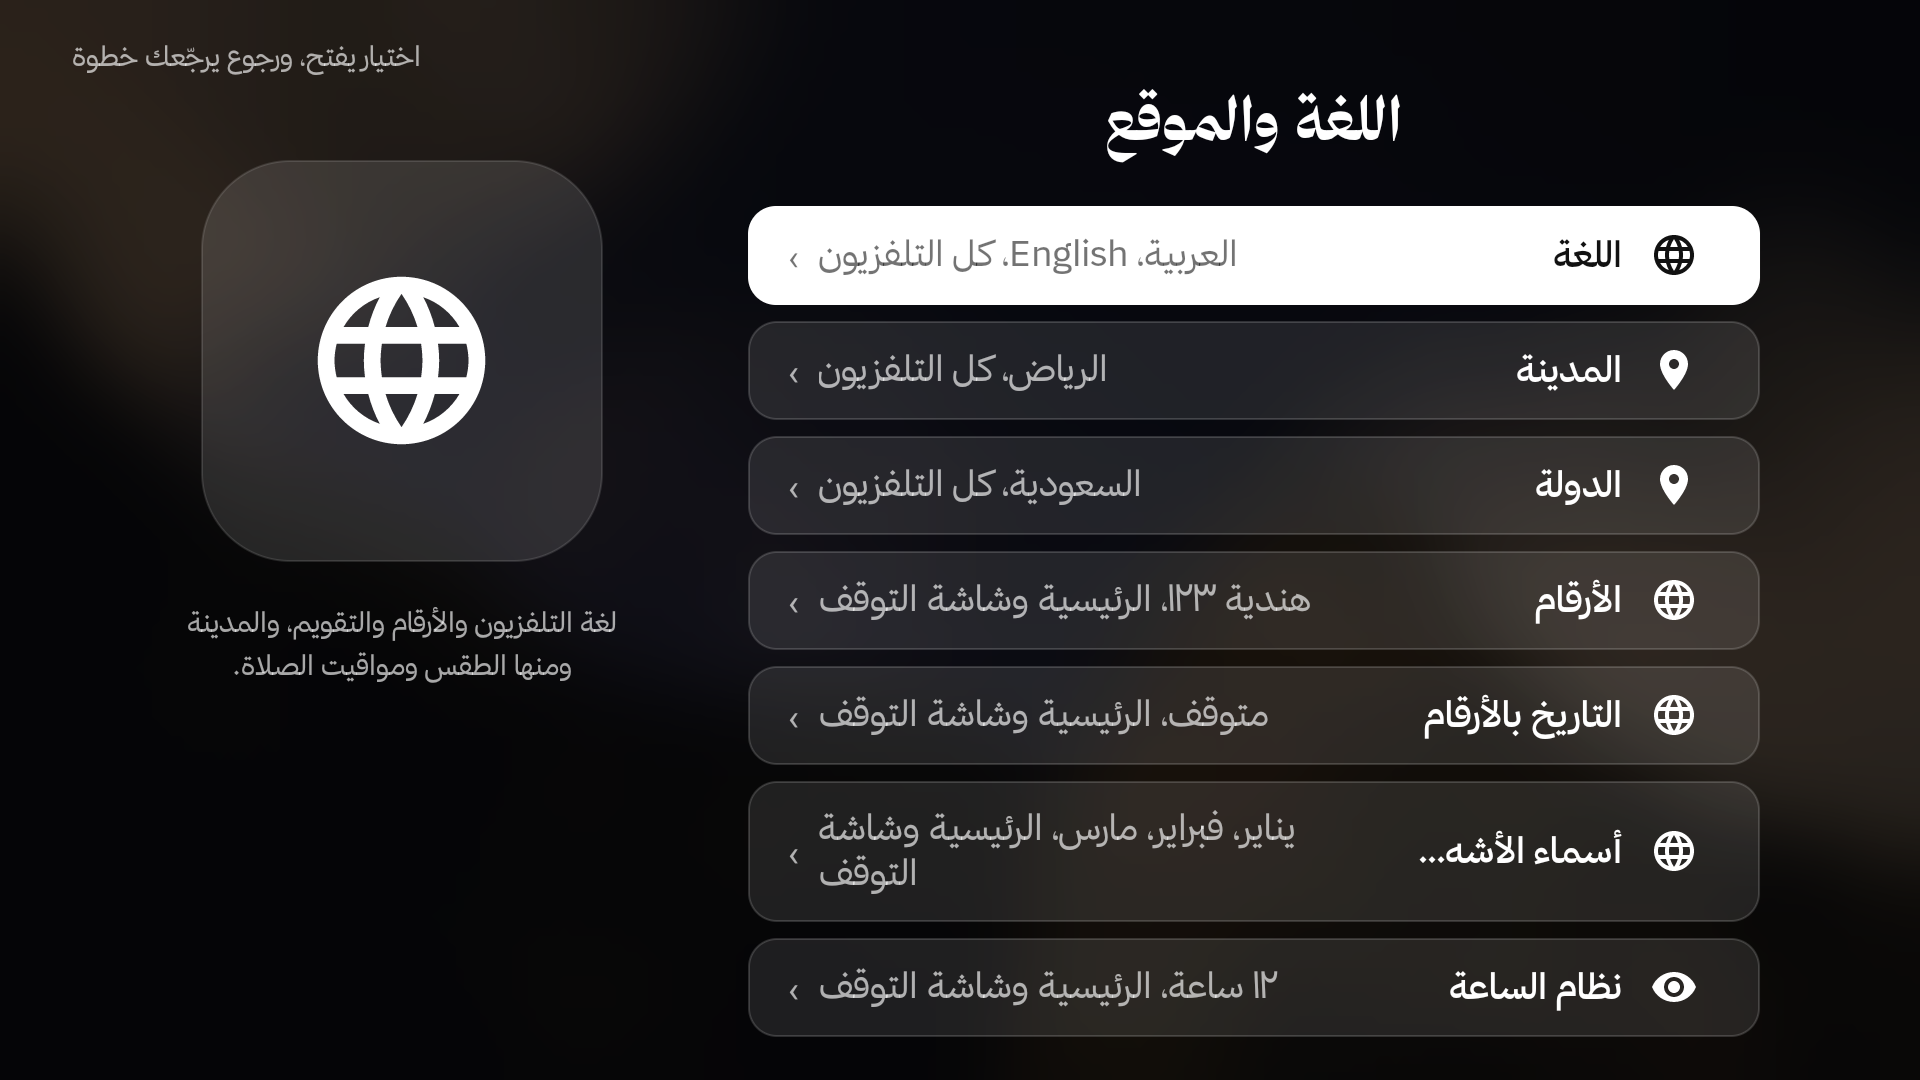 اختيار يفتح، ورجوع يرجّعك خطوة
اللغة والموقع
اللغة
العربية، English، كل التلفزيون
المدينة
الرياض، كل التلفزيون
الدولة
السعودية، كل التلفزيون
الأرقام
هندية ١٢٣، الرئيسية وشاشة التوقف
التاريخ بالأرقام
متوقف، الرئيسية وشاشة التوقف
أسماء الأشه...
يناير، فبراير، مارس، الرئيسية وشاشة
التوقف
نظام الساعة
١٢ ساعة، الرئيسية وشاشة التوقف
لغة التلفزيون والأرقام والتقويم، والمدينة
ومنها الطقس ومواقيت الصلاة.